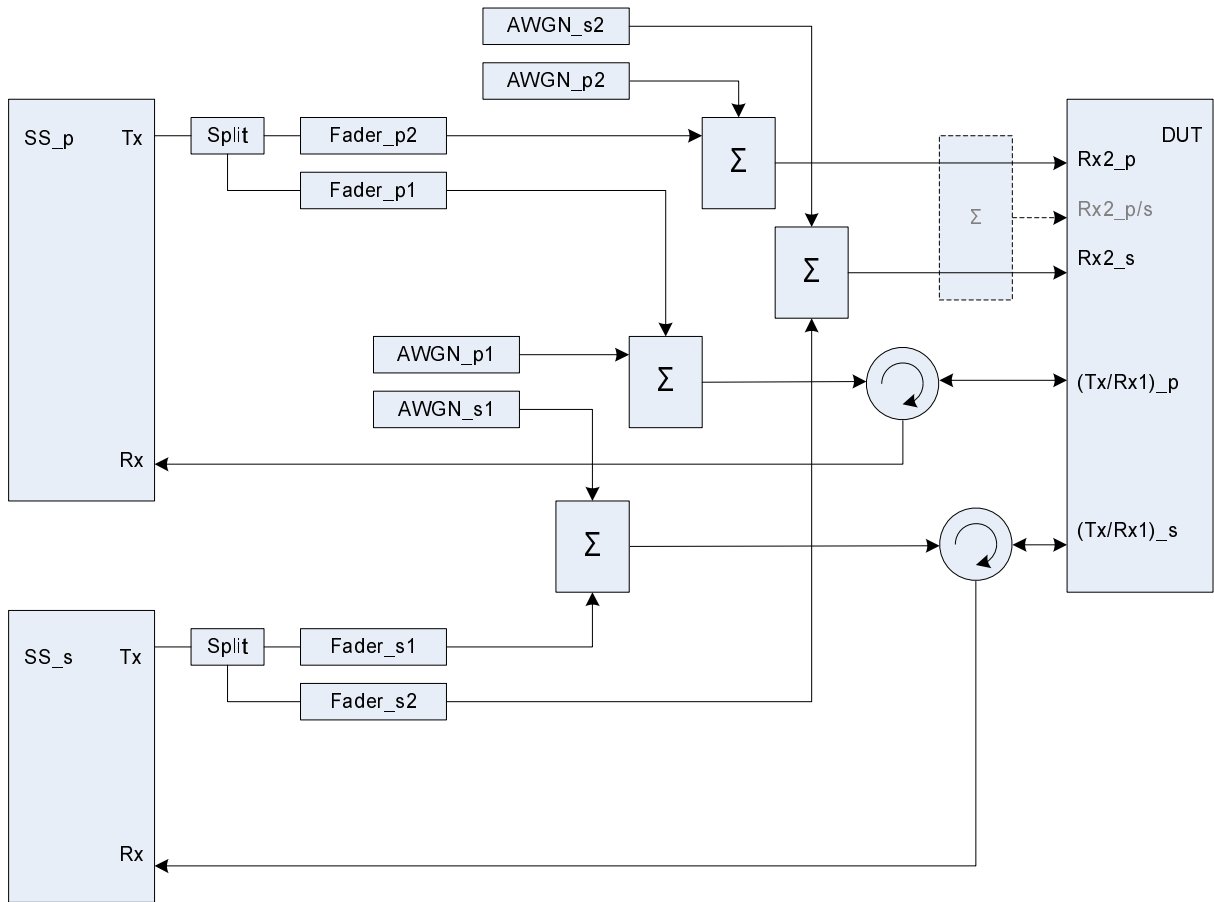 AWGN_s2
AWGN_p2
SS_p
Tx
Split
Fader_p2
Fader_p1
Σ
Σ
Σ
DUT
Rx2_p
Rx2_p/s
Rx2_s
AWGN_p1
AWGN_s1
Σ
(Tx/Rx1)_p
Rx
Σ
(Tx/Rx1)_s
SS_s
Tx
Split
Fader_s1
Fader_s2
Rx